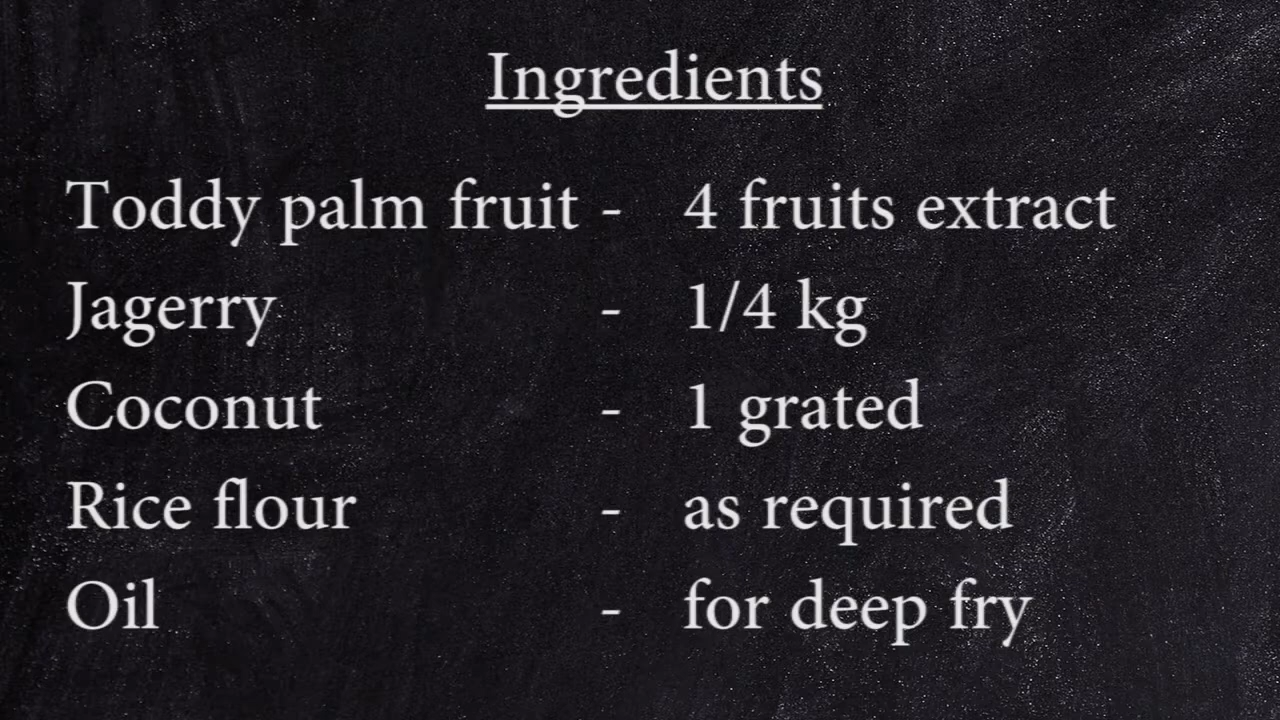 Ingredients
Toddy palm fruit - 4 fruits extract
Jagerry - 1/4 kg
Coconut - 1 grated
Rice flour - as required
Oil - for deep fry